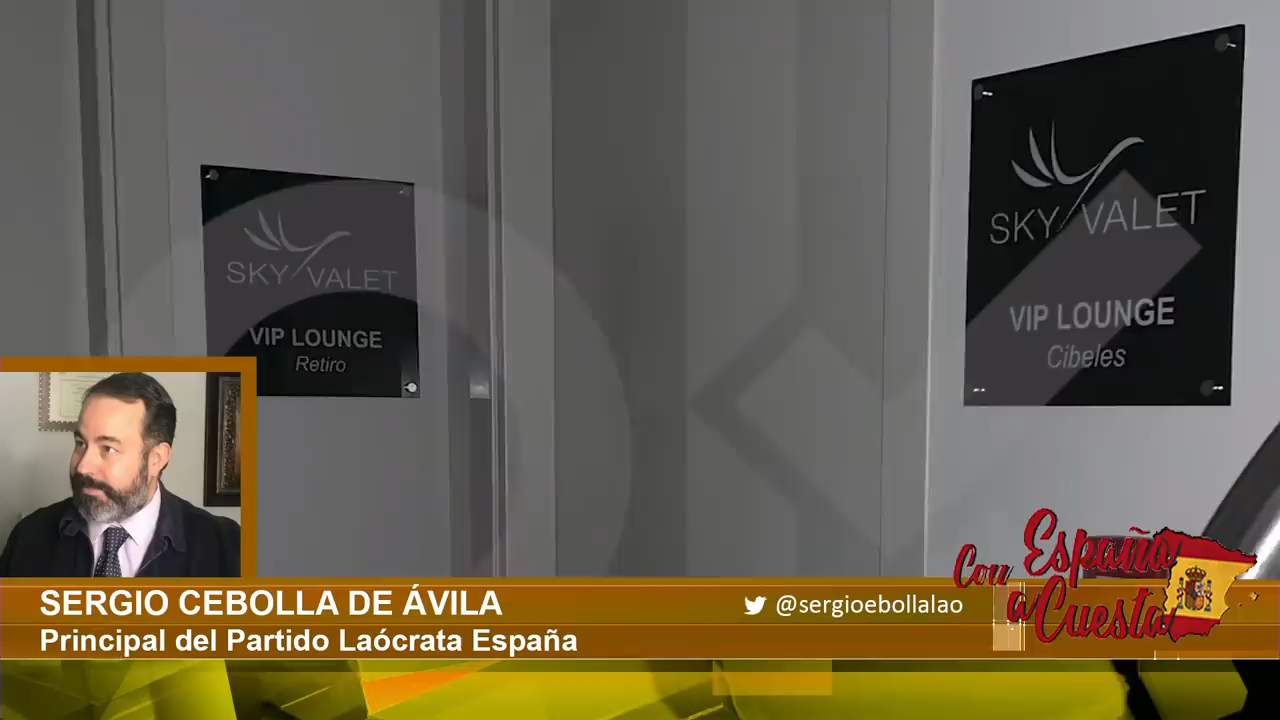 SKY VALET
VIP LOUNGE
Retiro
SKY VALET
VIP LOUNGE
Cibeles
SERGIO CEBOLLA DE ÁVILA
@sergioebollalao
Principal del Partido Laócrata España
Con España
a Cuesta